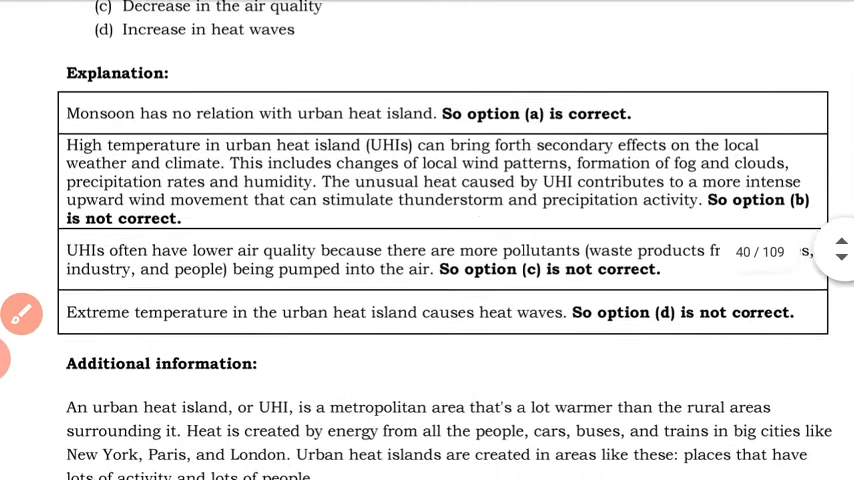 (c) Decrease in the air quality
(d) Increase in heat waves
Explanation:
Monsoon has no relation with urban heat island. So option (a) is correct.
High temperature in urban heat island (UHIs) can bring forth secondary effects on the local
weather and climate. This includes changes of local wind patterns, formation of fog and clouds,
precipitation rates and humidity. The unusual heat caused by UHI contributes to a more intense
upward wind movement that can stimulate thunderstorm and precipitation activity. So option (b)
is not correct.
UHIs often have lower air quality because there are more pollutants (waste products
40 / 109
industry, and people) being pumped into the air. So option (c) is not correct.
Extreme temperature in the urban heat island causes heat waves. So option (d) is not correct.
Additional information:
An urban heat island, or UHI, is a metropolitan area that's a lot warmer than the rural areas
surrounding it. Heat is created by energy from all the people, cars, buses, and trains in big cities like
New York, Paris, and London. Urban heat islands are created in areas like these: places that have
lots of activity and lots of people.